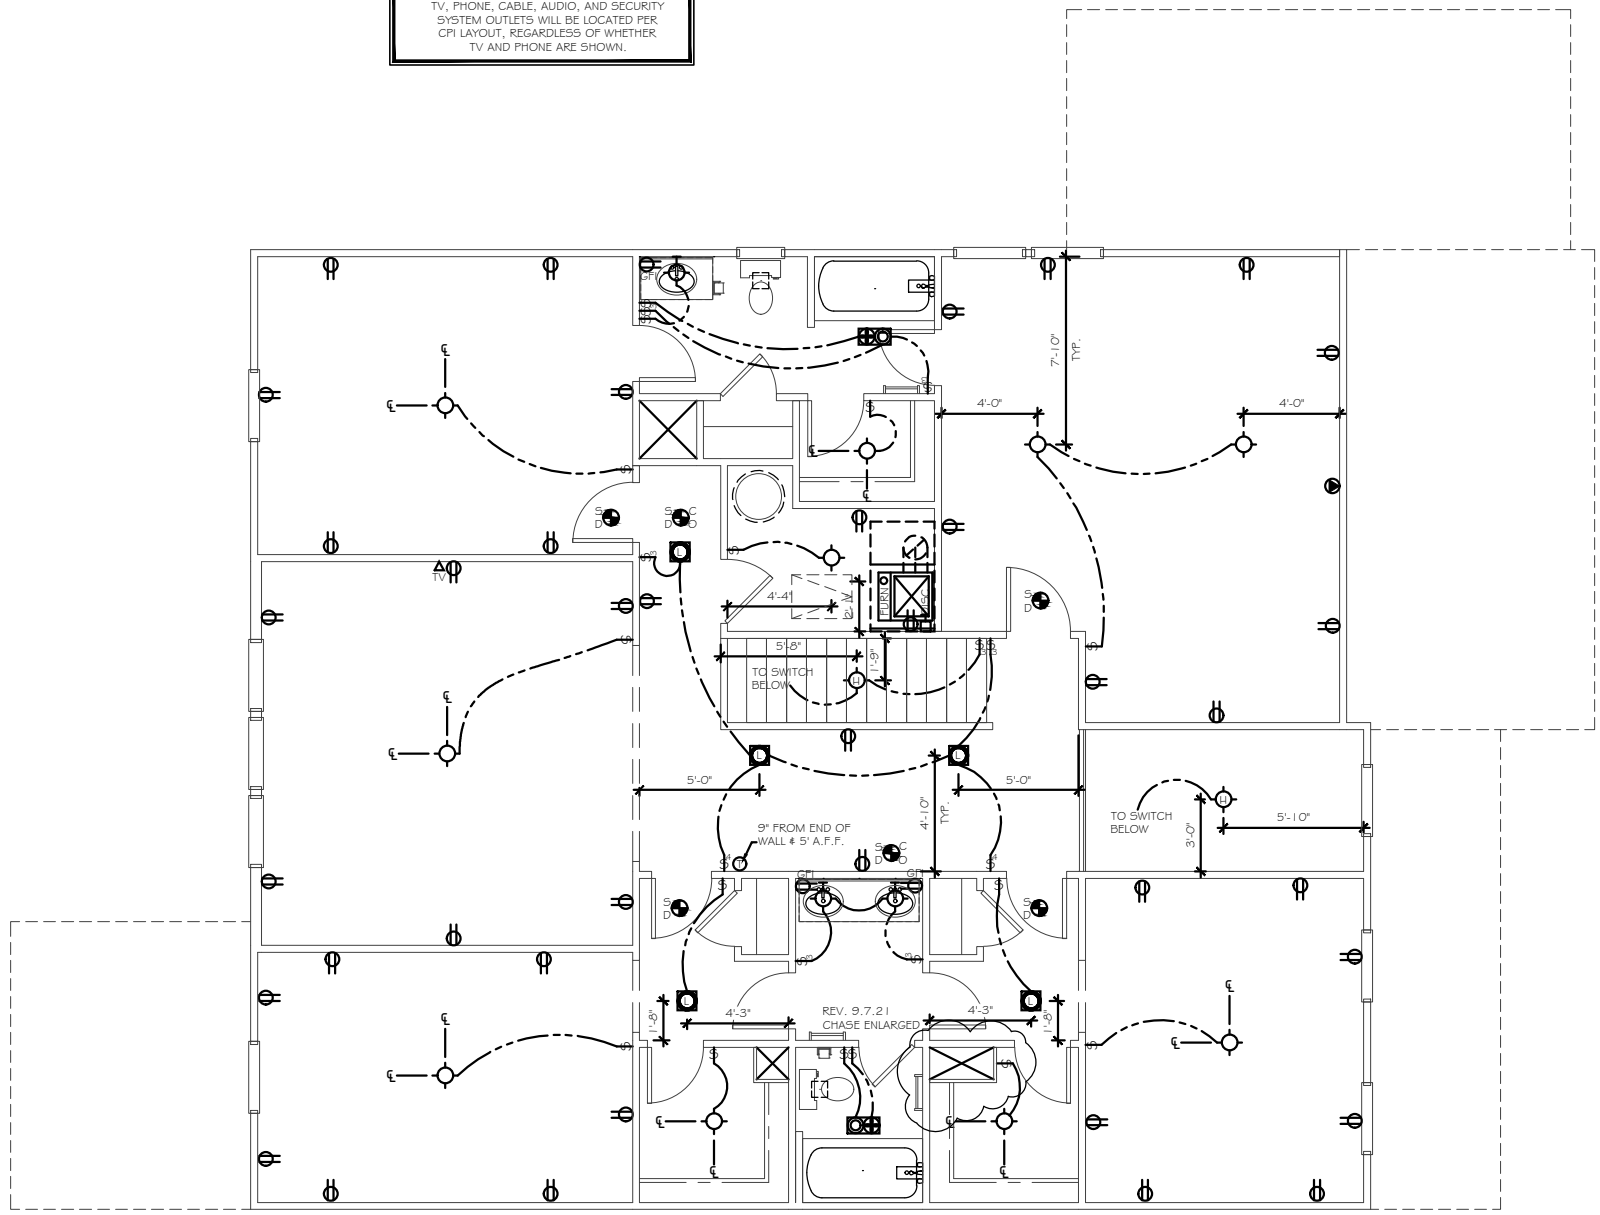 TV, PHONE, CABLE, AUDIO, AND SECURITY
SYSTEM OUTLETS WILL BE LOCATED PER
CPI LAYOUT, REGARDLESS OF WHETHER
TV AND PHONE ARE SHOWN.
GFI
7'-10"
TYP.
4'-0"
4'-0"
S
D
S C
D O
L
TV
4'-4"
FURN
S
D
5'-8"
1'-9"
TO SWITCH
BELOW
H
L
L
5'-0"
5'-0"
4'-10"
TYP.
H
TO SWITCH
BELOW
3'-0"
5'-10"
9" FROM END OF
WALL & 5' A.F.F.
T
S C
D O
GFI
GFI
S
D
S
D
L
L
1'-8"
4'-3"
REV. 9.7.21
CHASE ENLARGED
4'-3"
1'-8"